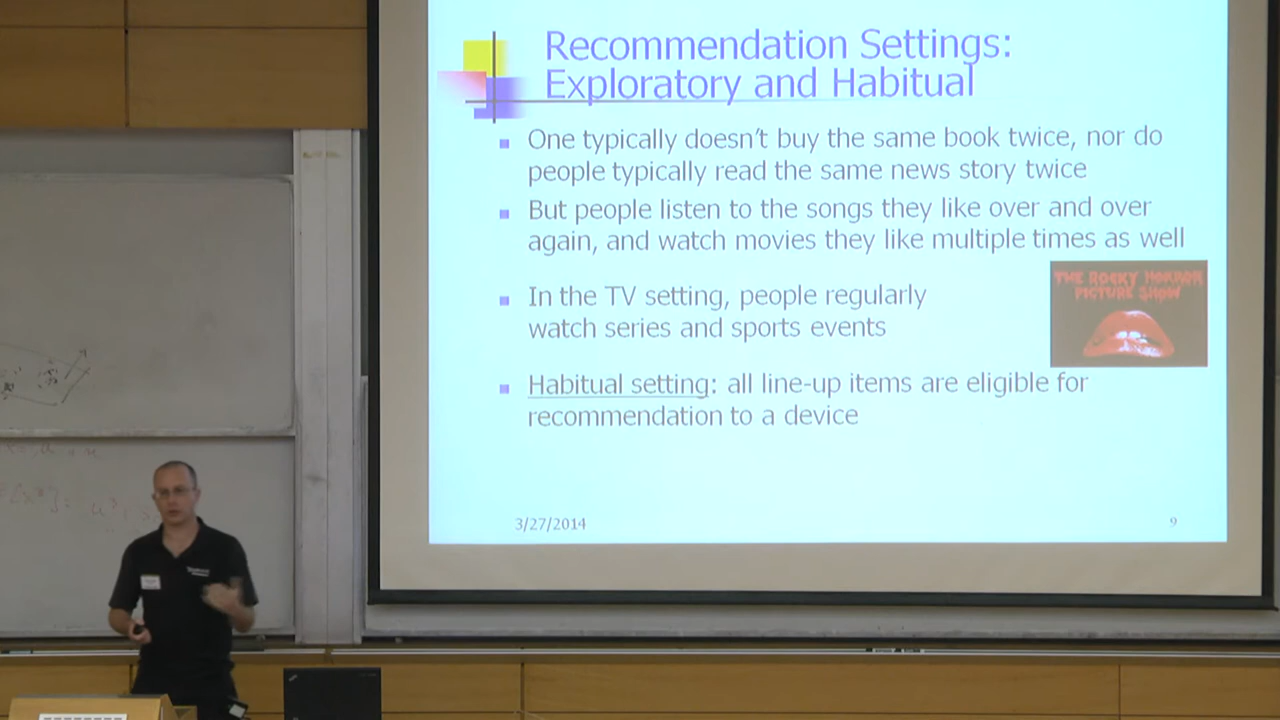 Recommendation Settings:
Exploratory and Habitual
One typically doesn't buy the same book twice, nor do
people typically read the same news story twice
But people listen to the songs they like over and over
again, and watch movies they like multiple times as well
THE ROCKY HORROR
PICTURE SHOW
In the TV setting, people regularly
watch series and sports events
Habitual setting: all line-up items are eligible for
recommendation to a device
3/27/2014
9